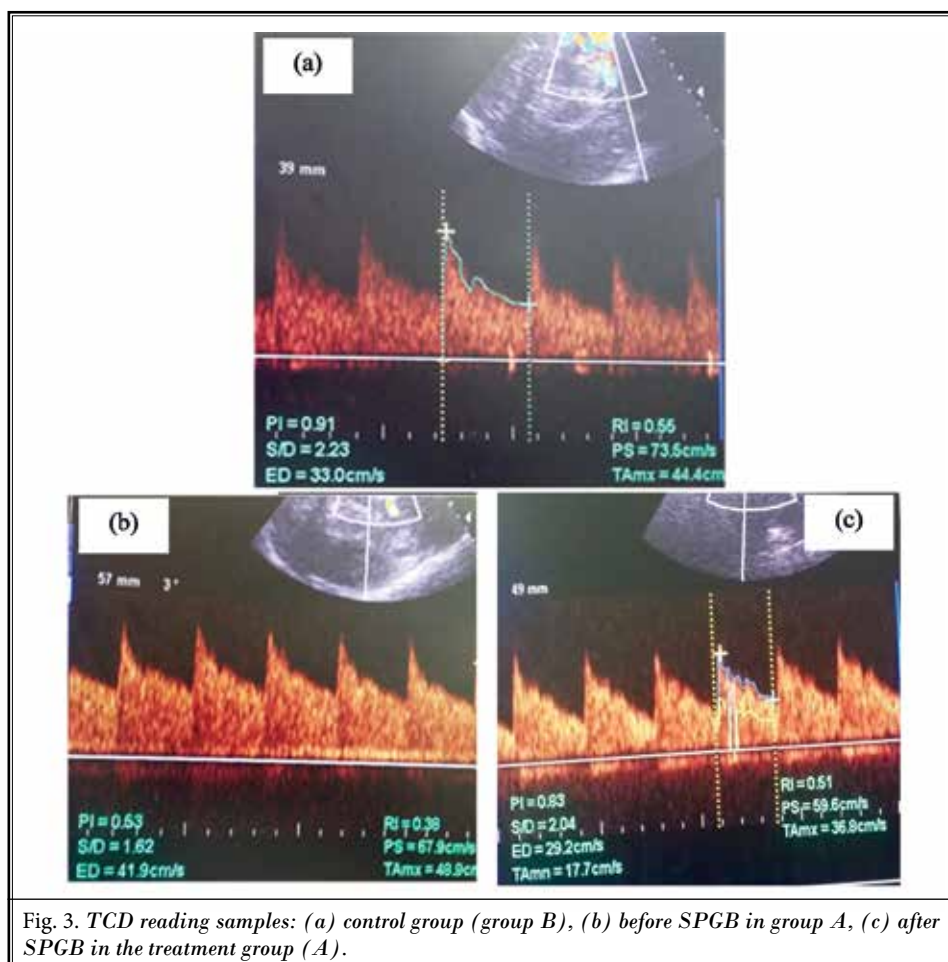 (a)
39 mm
PI = 0.91
S/D = 2.23
ED = 33.0cm/s
RI = 0.55
PS = 73.5cm/s
TAmx = 44.4cm
(b)
57 mm 3°
PI = 0.53
S/D = 1.62
ED = 41.9cm/s
RI = 0.38
PS = 67.9cm/s
TAmx = 48.9cm
(c)
49 mm
PI = 0.83
S/D = 2.04
ED = 29.2cm/s
TAmn = 17.7cm/s
RI = 0.51
PS = 59.6cm/s
TAmx = 36.8cm/s
Fig. 3. TCD reading samples: (a) control group (group B), (b) before SPGB in group A, (c) after
SPGB in the treatment group (A).